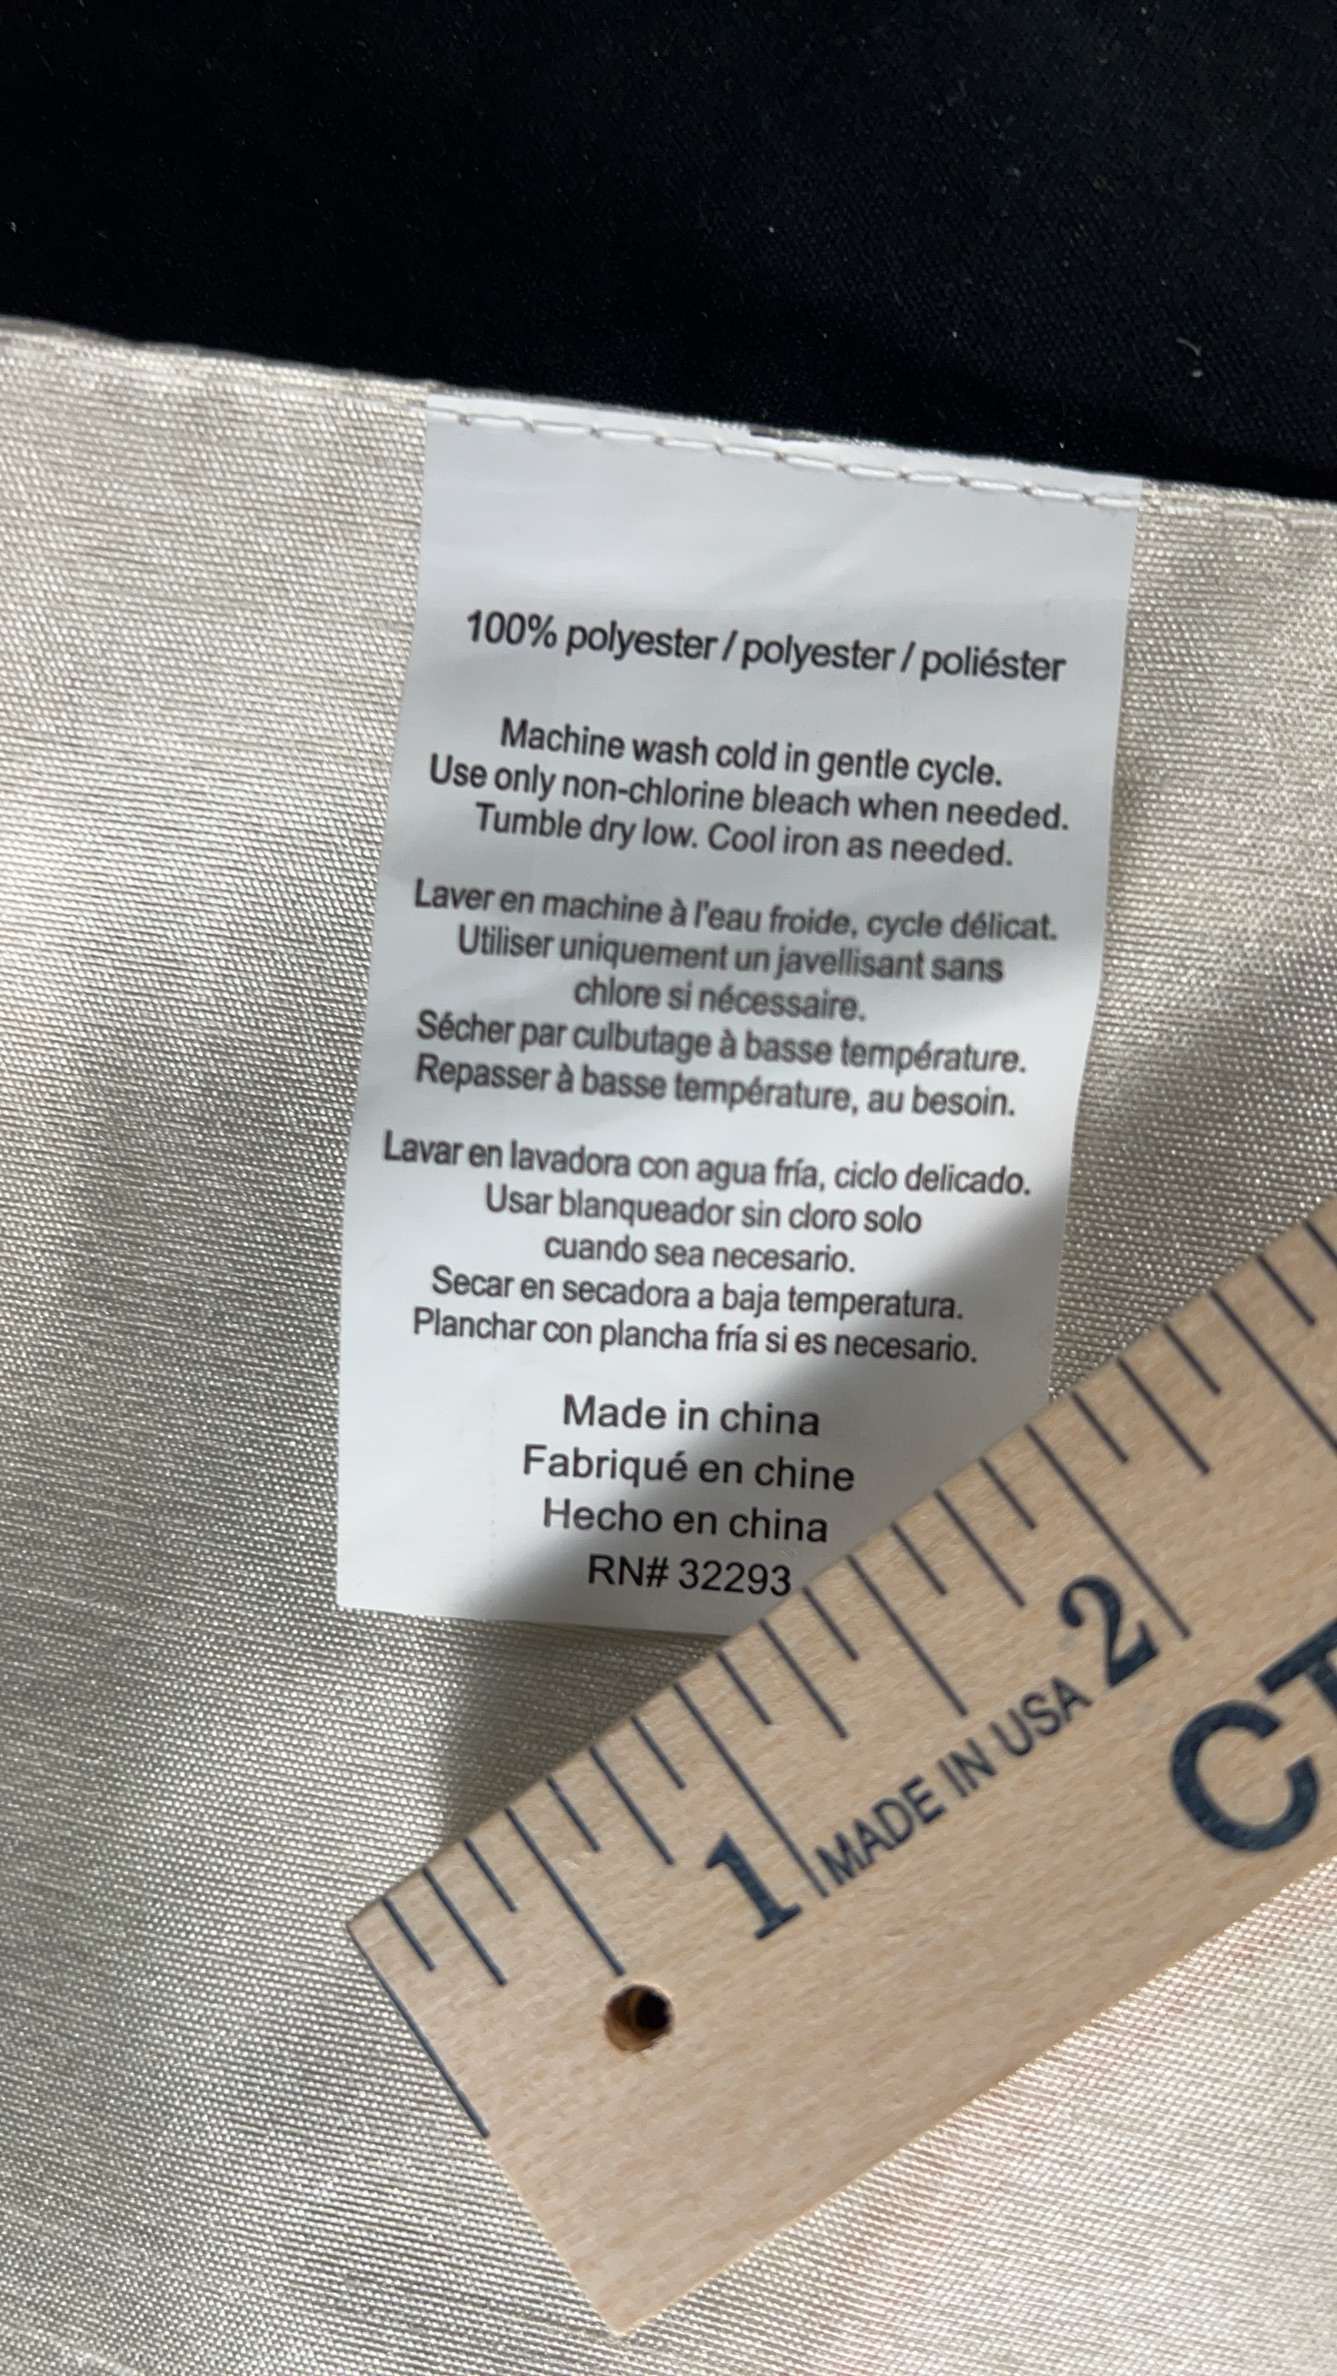 100% polyester / polyester / poliéster
Machine wash cold in gentle cycle.
Use only non-chlorine bleach when needed.
Tumble dry low. Cool iron as needed.
Laver en machine à l'eau froide, cycle délicat.
Utiliser uniquement un javellisant sans
chlore si nécessaire.
Sécher par culbutage à basse température.
Repasser à basse température, au besoin.
Lavar en lavadora con agua fría, ciclo delicado.
Usar blanqueador sin cloro solo
cuando sea necesario.
Secar en secadora a baja temperatura.
Planchar con plancha fría si es necesario.
Made in china
Fabriqué en chine
Hecho en china
RN# 32293
1 MADE IN USA 2